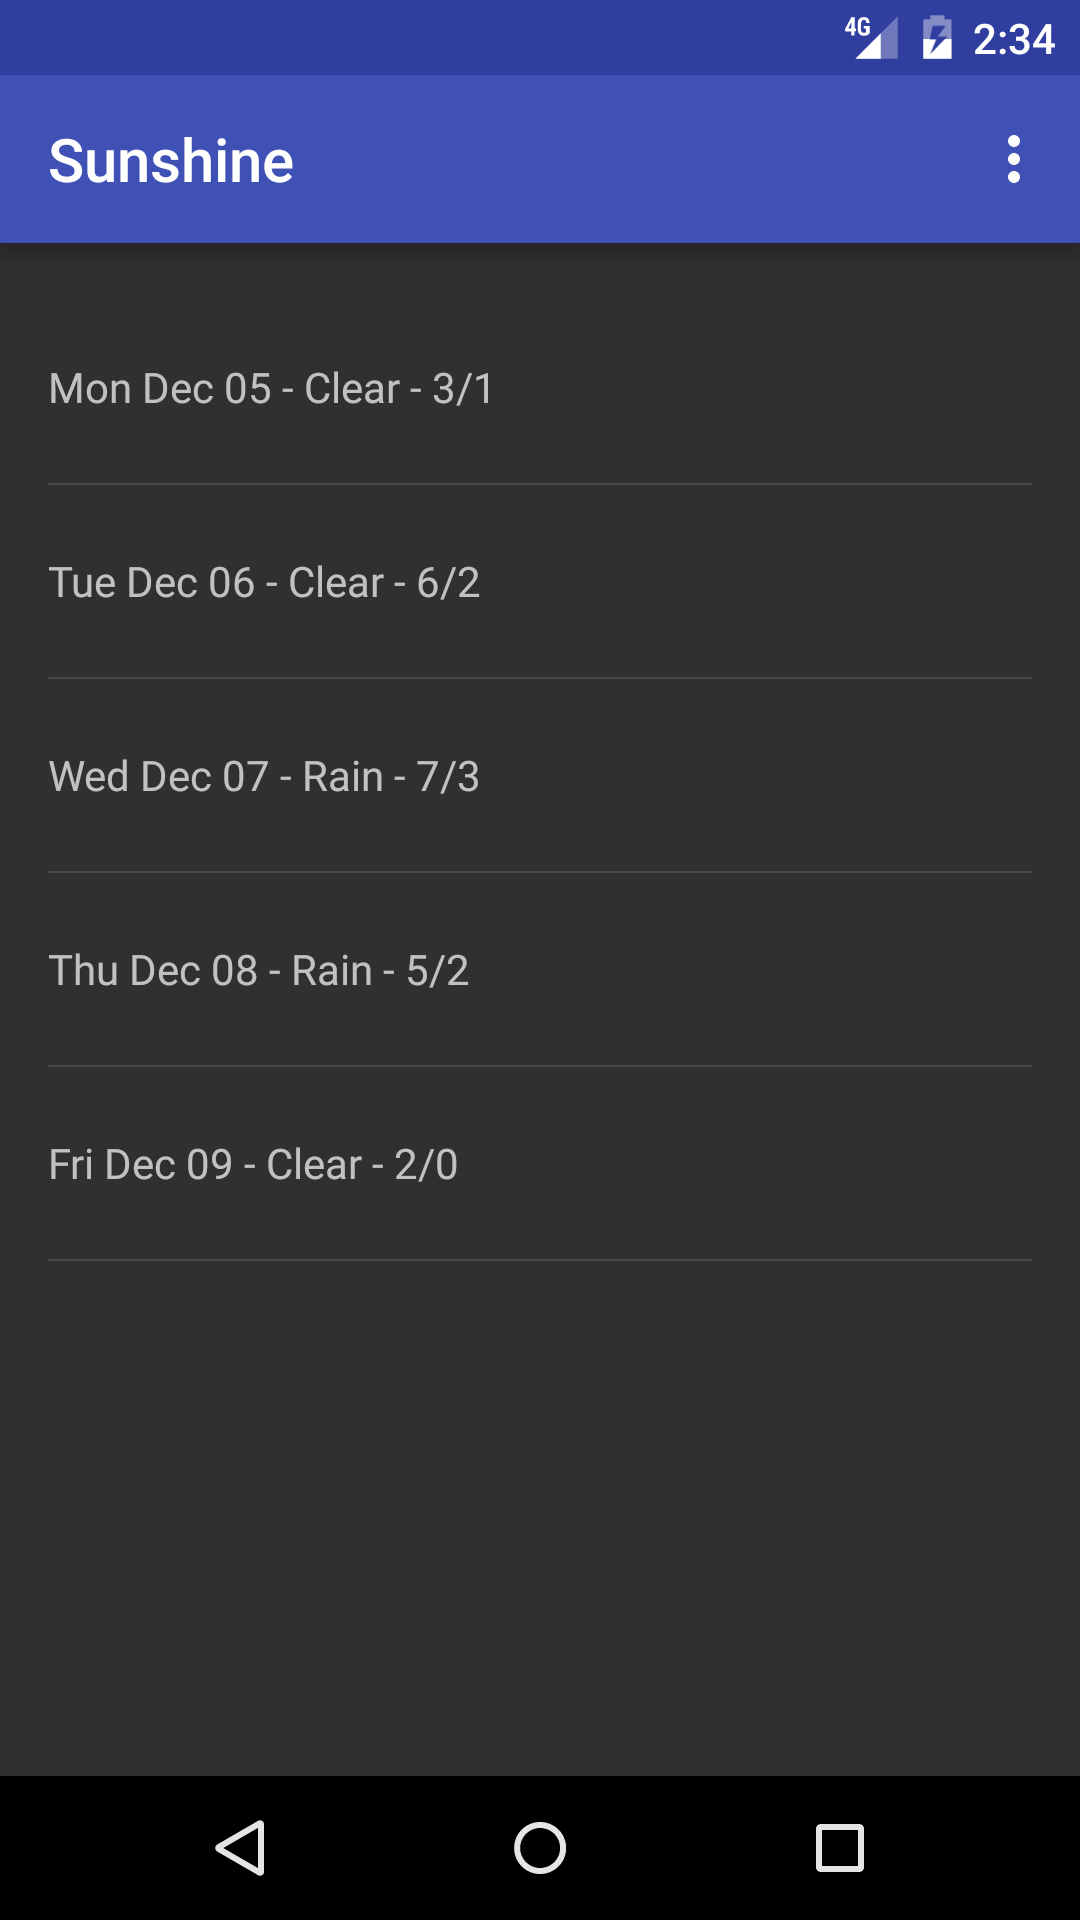 4G 2:34
Sunshine
Mon Dec 05 - Clear - 3/1
Tue Dec 06 - Clear - 6/2
Wed Dec 07 - Rain - 7/3
Thu Dec 08 - Rain - 5/2
Fri Dec 09 - Clear - 2/0